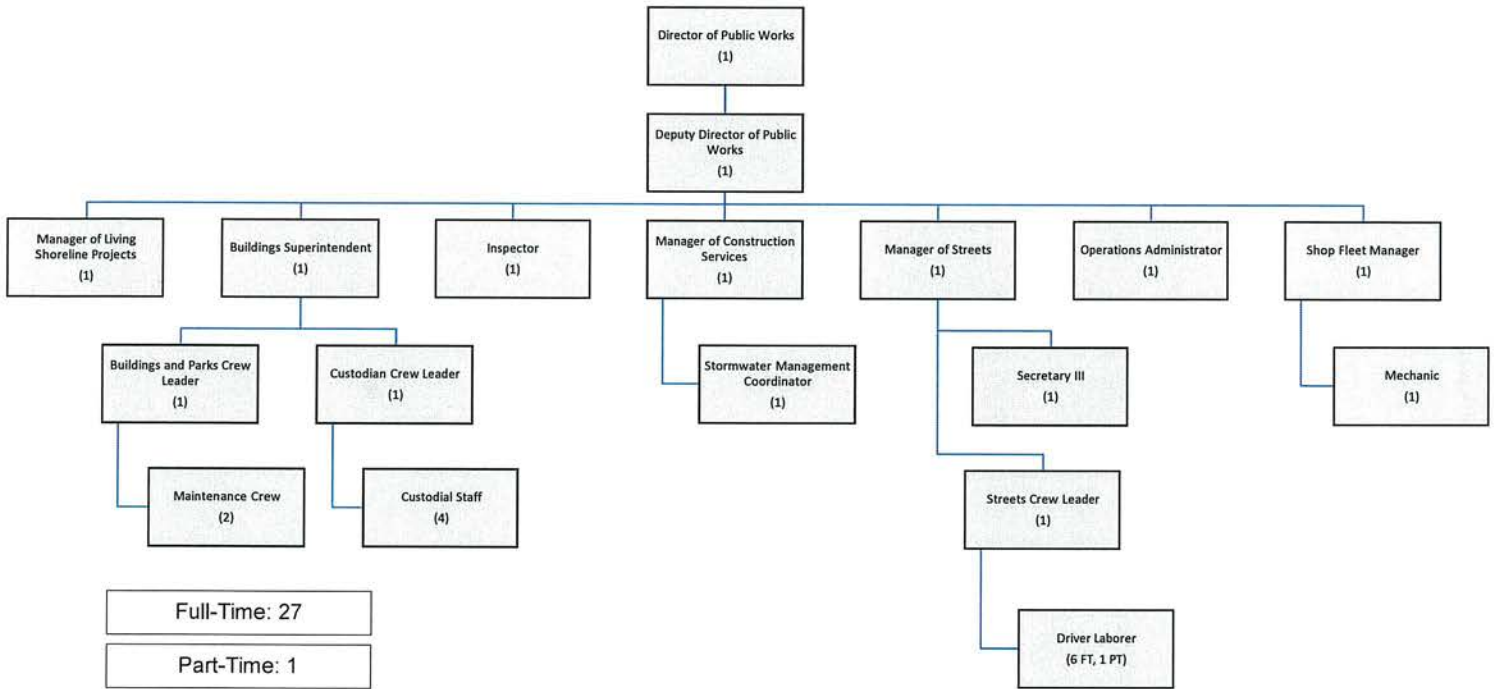 Director of Public Works
(1)
Deputy Director of Public
Works
(1)
Manager of Living
Shoreline Projects
(1)
Buildings Superintendent
(1)
Inspector
(1)
Manager of Construction
Services
(1)
Manager of Streets
(1)
Operations Administrator
(1)
Shop Fleet Manager
(1)
Buildings and Parks Crew
Leader
(1)
Custodian Crew Leader
(1)
Stormwater Management
Coordinator
(1)
Secretary III
(1)
Mechanic
(1)
Maintenance Crew
(2)
Custodial Staff
(4)
Streets Crew Leader
(1)
Driver Laborer
(6 FT, 1 PT)
Full-Time: 27
Part-Time: 1